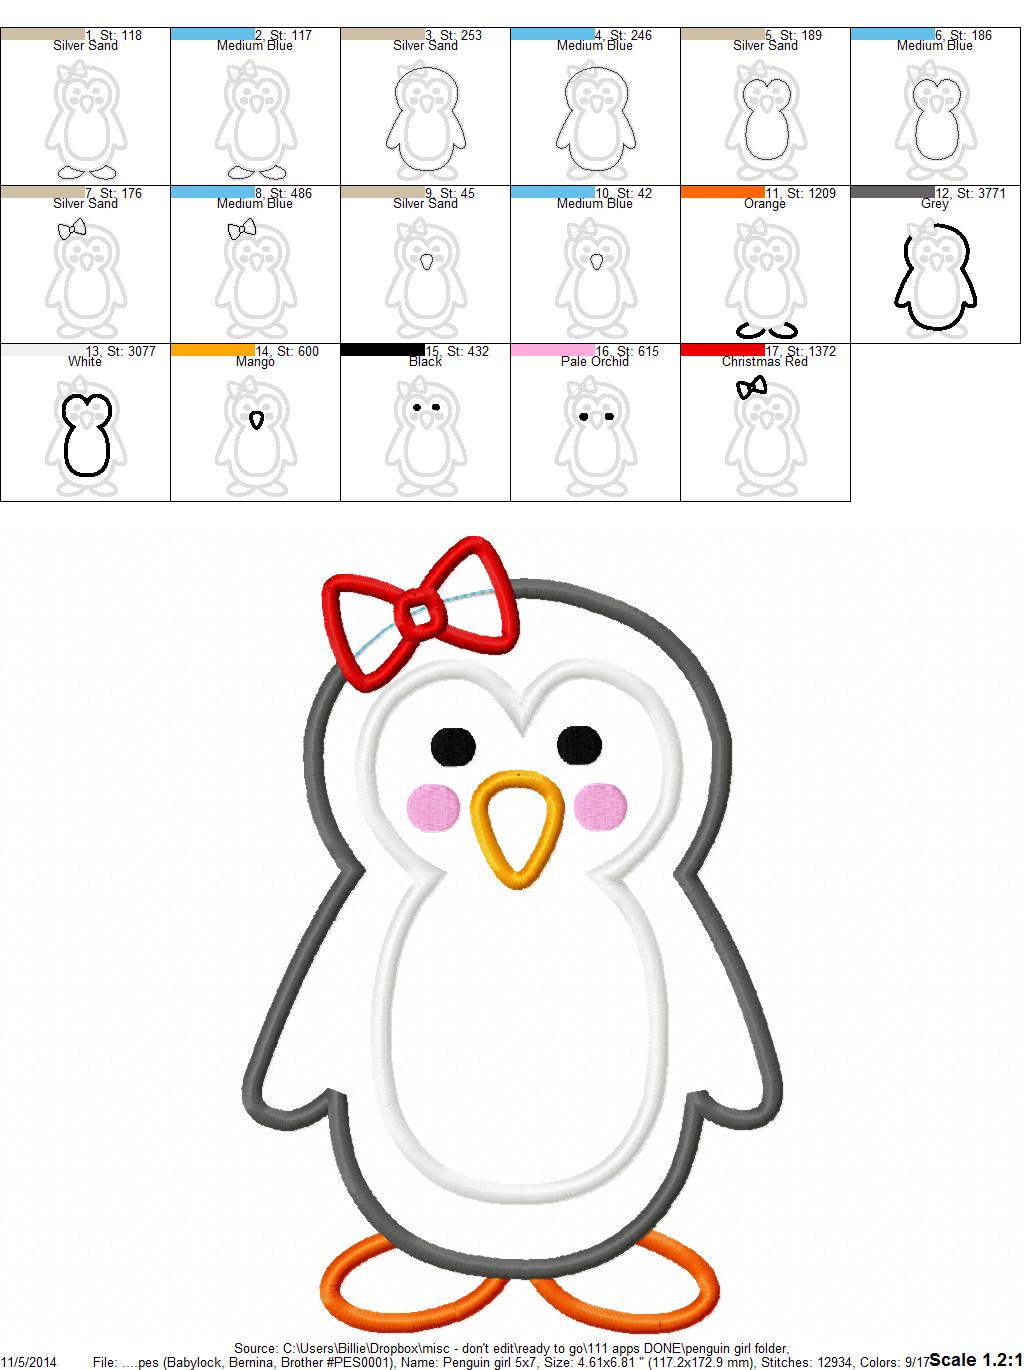 1, St: 118
Silver Sand
2, St: 117
Medium Blue
3, St: 253
Silver Sand
4, St: 246
Medium Blue
5, St: 189
Silver Sand
6, St: 186
Medium Blue
7, St: 176
Silver Sand
8, St: 486
Medium Blue
9, St: 45
Silver Sand
10, St: 42
Medium Blue
11, St: 1209
Orange
12, St: 3771
Grey
13, St: 3077
White
14, St: 600
Mango
15, St: 432
Black
16, St: 615
Pale Orchid
17, St: 1372
Christmas Red
Source: C:\Users\Billie\Dropbox\misc - don't edit\ready to go\111 apps DONE\penguin girl folder,
11/5/2014 File: ....pes (Babylock, Bernina, Brother #PES0001), Name: Penguin girl 5x7, Size: 4.61x6.81 " (117.2x172.9 mm), Stitches: 12934, Colors: 9/17 Scale 1.2:1